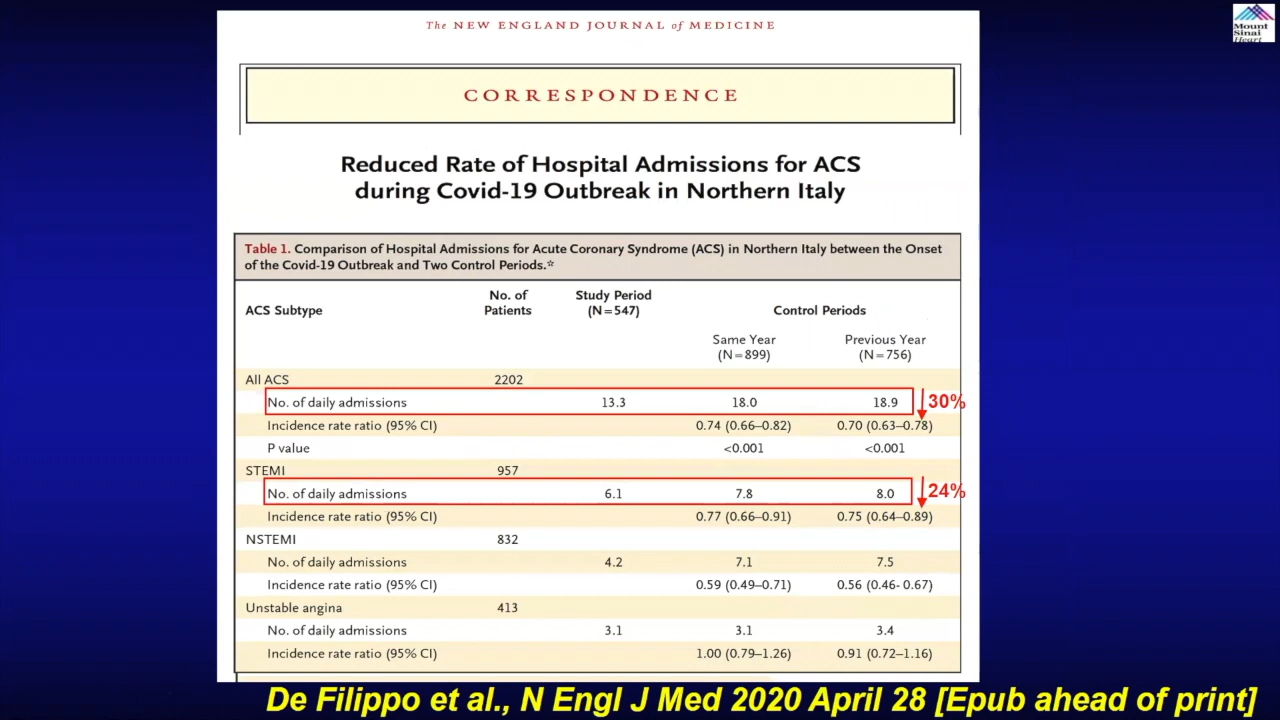 The NEW ENGLAND JOURNAL of MEDICINE
Mount
Sinai
Heart
CORRESPONDENCE
Reduced Rate of Hospital Admissions for ACS
during Covid-19 Outbreak in Northern Italy
Table 1. Comparison of Hospital Admissions for Acute Coronary Syndrome (ACS) in Northern Italy between the Onset
of the Covid-19 Outbreak and Two Control Periods.*
ACS Subtype No. of Patients Study Period (N=547) Control Periods
Same Year (N=899) Previous Year (N=756)
All ACS 2202
No. of daily admissions 13.3 18.0 18.9 30%
Incidence rate ratio (95% CI) 0.74 (0.66–0.82) 0.70 (0.63–0.78)
P value <0.001 <0.001
STEMI 957
No. of daily admissions 6.1 7.8 8.0 24%
Incidence rate ratio (95% CI) 0.77 (0.66–0.91) 0.75 (0.64–0.89)
NSTEMI 832
No. of daily admissions 4.2 7.1 7.5
Incidence rate ratio (95% CI) 0.59 (0.49–0.71) 0.56 (0.46- 0.67)
Unstable angina 413
No. of daily admissions 3.1 3.1 3.4
Incidence rate ratio (95% CI) 1.00 (0.79–1.26) 0.91 (0.72–1.16)
De Filippo et al., N Engl J Med 2020 April 28 [Epub ahead of print]